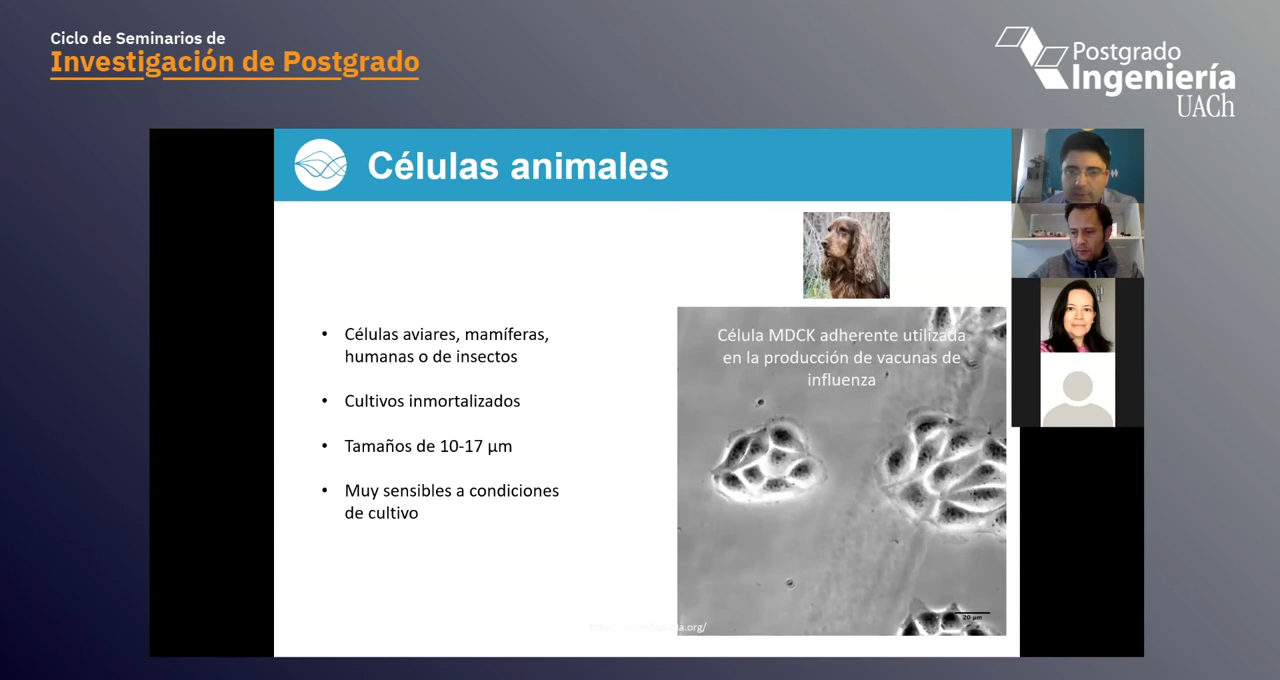 Ciclo de Seminarios de
Investigación de Postgrado
Postgrado
Ingeniería
UACh
Células animales
• Células aviares, mamíferas,
humanas o de insectos
• Cultivos inmortalizados
• Tamaños de 10-17 μm
• Muy sensibles a condiciones
de cultivo
Célula MDCK adherente utilizada
en la producción de vacunas de
influenza
20 μm